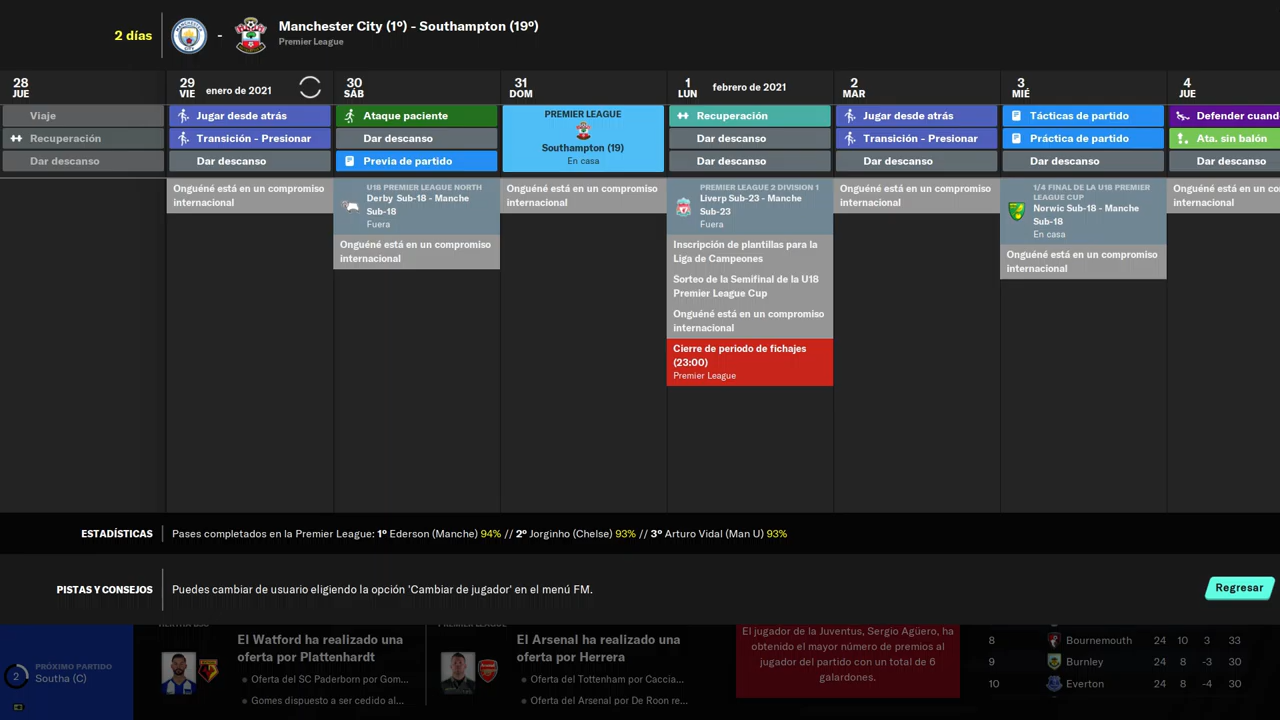 2 días
Manchester City (1º) - Southampton (19º)
Premier League
28
JUE
29
VIE
enero de 2021
30
SÁB
31
DOM
1
LUN
febrero de 2021
2
MAR
3
MIÉ
4
JUE
Viaje
Jugar desde atrás
Ataque paciente
PREMIER LEAGUE
Recuperación
Jugar desde atrás
Tácticas de partido
Defender cuand
Recuperación
Transición - Presionar
Dar descanso
Southampton (19)
En casa
Dar descanso
Transición - Presionar
Práctica de partido
Ata. sin balón
Dar descanso
Dar descanso
Previa de partido
Dar descanso
Dar descanso
Dar descanso
Dar descanso
Onguéné está en un compromiso
internacional
U18 PREMIER LEAGUE NORTH
Derby Sub-18 - Manche
Sub-18
Fuera
Onguéné está en un compromiso
internacional
Onguéné está en un compromiso
internacional
PREMIER LEAGUE 2 DIVISION 1
Liverp Sub-23 - Manche
Sub-23
Fuera
Inscripción de plantillas para la
Liga de Campeones
Sorteo de la Semifinal de la U18
Premier League Cup
Onguéné está en un compromiso
internacional
Cierre de periodo de fichajes
(23:00)
Premier League
Onguéné está en un compromiso
internacional
1/4 FINAL DE LA U18 PREMIER
LEAGUE CUP
Norwic Sub-18 - Manche
Sub-18
En casa
Onguéné está en un compromiso
internacional
Onguéné está en un co
internacional
ESTADÍSTICAS
Pases completados en la Premier League: 1º Ederson (Manche) 94% // 2º Jorginho (Chelse) 93% // 3º Arturo Vidal (Man U) 93%
PISTAS Y CONSEJOS
Puedes cambiar de usuario eligiendo la opción 'Cambiar de jugador' en el menú FM.
Regresar
2
PRÓXIMO PARTIDO
Southa (C)
El Watford ha realizado una
oferta por Plattenhardt
Oferta del SC Paderborn por Gom...
Gomes dispuesto a ser cedido al...
El Arsenal ha realizado una
oferta por Herrera
Oferta del Tottenham por Caccia...
Oferta del Arsenal por De Roon re...
El jugador de la Juventus, Sergio Agüero, ha
obtenido el mayor número de premios al
jugador del partido con un total de 6
galardones.
8 Bournemouth 24 10 3 33
9 Burnley 24 8 -3 30
10 Everton 24 8 -4 30